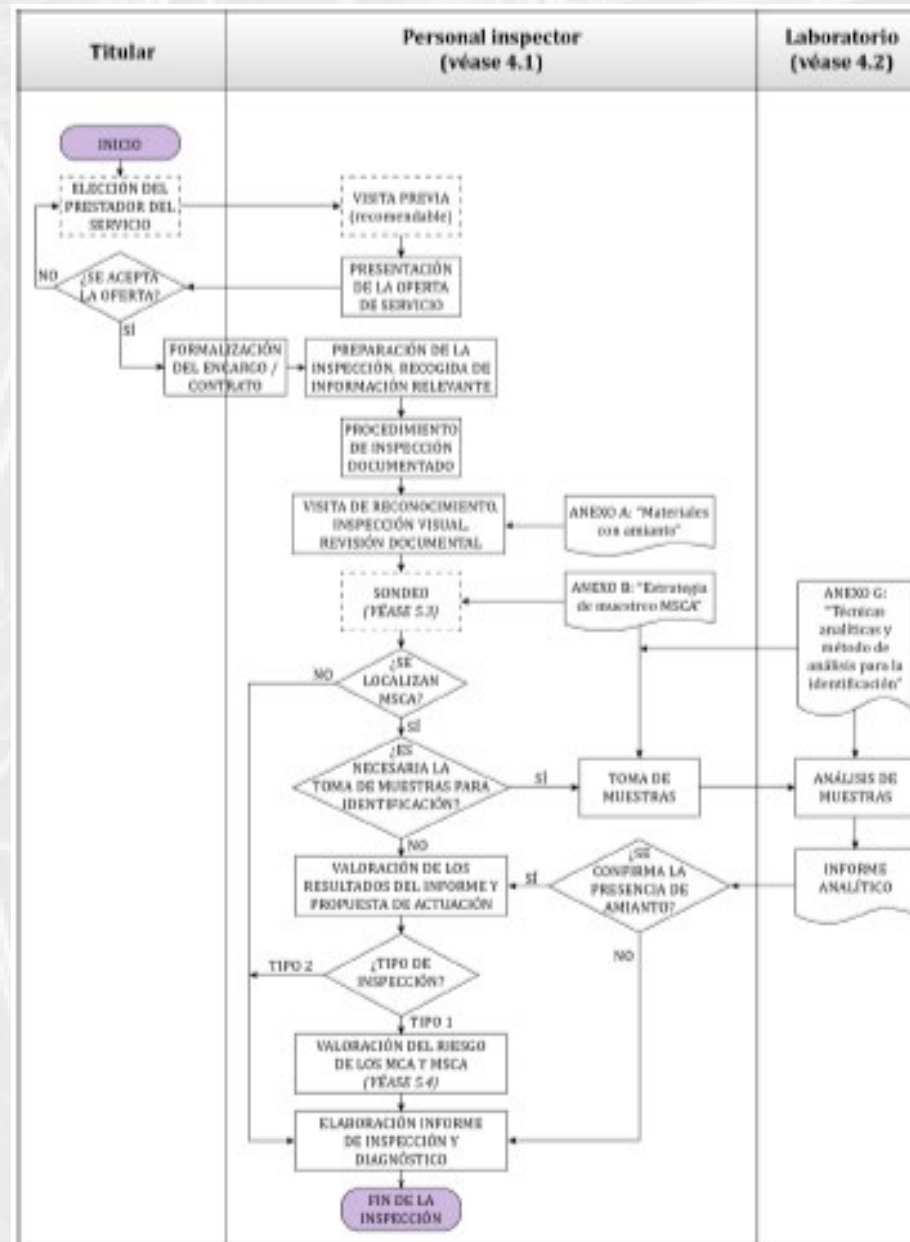 Titular
Personal inspector
(véase 4.1)
Laboratorio
(véase 4.2)
INICIO
ELECCIÓN DEL
PRESTADOR DEL
SERVICIO
VISITA PREVIA
(recomendable)
NO
¿SE ACEPTA
LA OFERTA?
PRESENTACIÓN
DE LA OFERTA
DE SERVICIO
SÍ
FORMALIZACIÓN
DEL ENCARGO /
CONTRATO
PREPARACIÓN DE LA
INSPECCIÓN. RECOGIDA DE
INFORMACIÓN RELEVANTE
PROCEDIMIENTO
DE INSPECCIÓN
DOCUMENTADO
VISITA DE RECONOCIMIENTO,
INSPECCIÓN VISUAL,
REVISIÓN DOCUMENTAL
ANEXO A: "Materiales
con amianto"
SONDEO
(VÉASE 5.3)
ANEXO B: "Estrategia
de muestreo MSCA"
ANEXO G:
"Técnicas
analíticas y
método de
análisis para la
identificación"
NO
¿SE
LOCALIZAN
MSCA?
SÍ
¿ES
NECESARIA LA
TOMA DE MUESTRAS PARA
IDENTIFICACIÓN?
SÍ
TOMA DE
MUESTRAS
ANÁLISIS DE
MUESTRAS
NO
VALORACIÓN DE LOS
RESULTADOS DEL INFORME Y
PROPUESTA DE ACTUACIÓN
SÍ
¿SE
CONFIRMA LA
PRESENCIA DE
AMIANTO?
INFORME
ANALÍTICO
NO
TIPO 2
¿TIPO DE
INSPECCIÓN?
TIPO 1
VALORACIÓN DEL RIESGO
DE LOS MCA Y MSCA
(VÉASE 5.4)
ELABORACIÓN INFORME
DE INSPECCIÓN Y
DIAGNÓSTICO
FIN DE LA
INSPECCIÓN